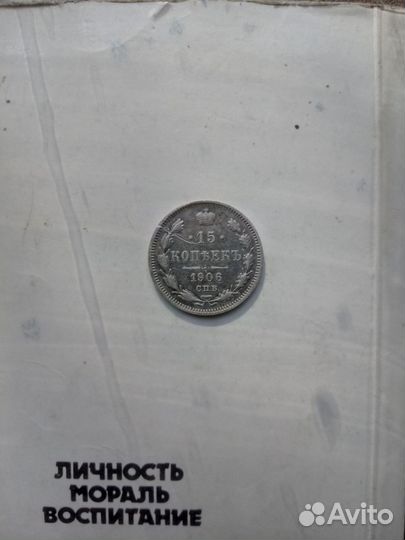 · 15 ·
КОПѢЕКЪ
1906
СПБ
ЛИЧНОСТЬ
МОРАЛЬ
ВОСПИТАНИЕ
Avito